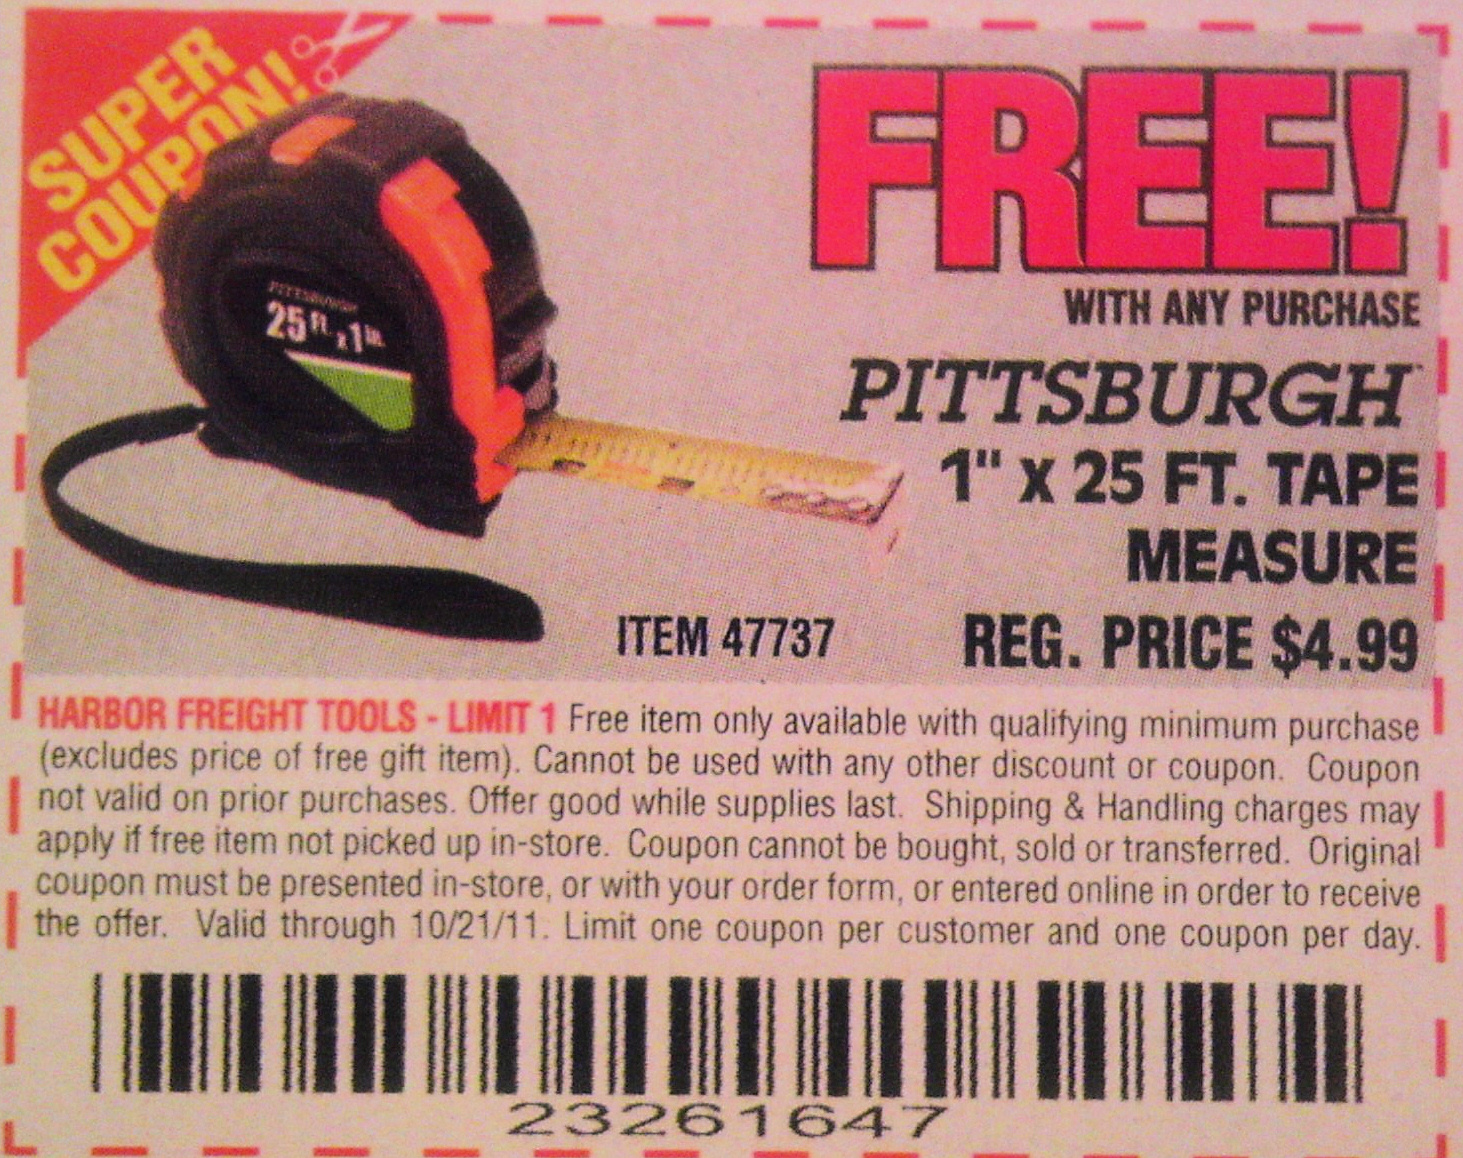 SUPER
COUPON!
FREE!
WITH ANY PURCHASE
PITTSBURGH™
1" x 25 FT. TAPE
MEASURE
ITEM 47737
REG. PRICE $4.99
PITTSBURGH
25 FT. x 1 IN.
HARBOR FREIGHT TOOLS - LIMIT 1 Free item only available with qualifying minimum purchase
(excludes price of free gift item). Cannot be used with any other discount or coupon. Coupon
not valid on prior purchases. Offer good while supplies last. Shipping & Handling charges may
apply if free item not picked up in-store. Coupon cannot be bought, sold or transferred. Original
coupon must be presented in-store, or with your order form, or entered online in order to receive
the offer. Valid through 10/21/11. Limit one coupon per customer and one coupon per day.
23261647